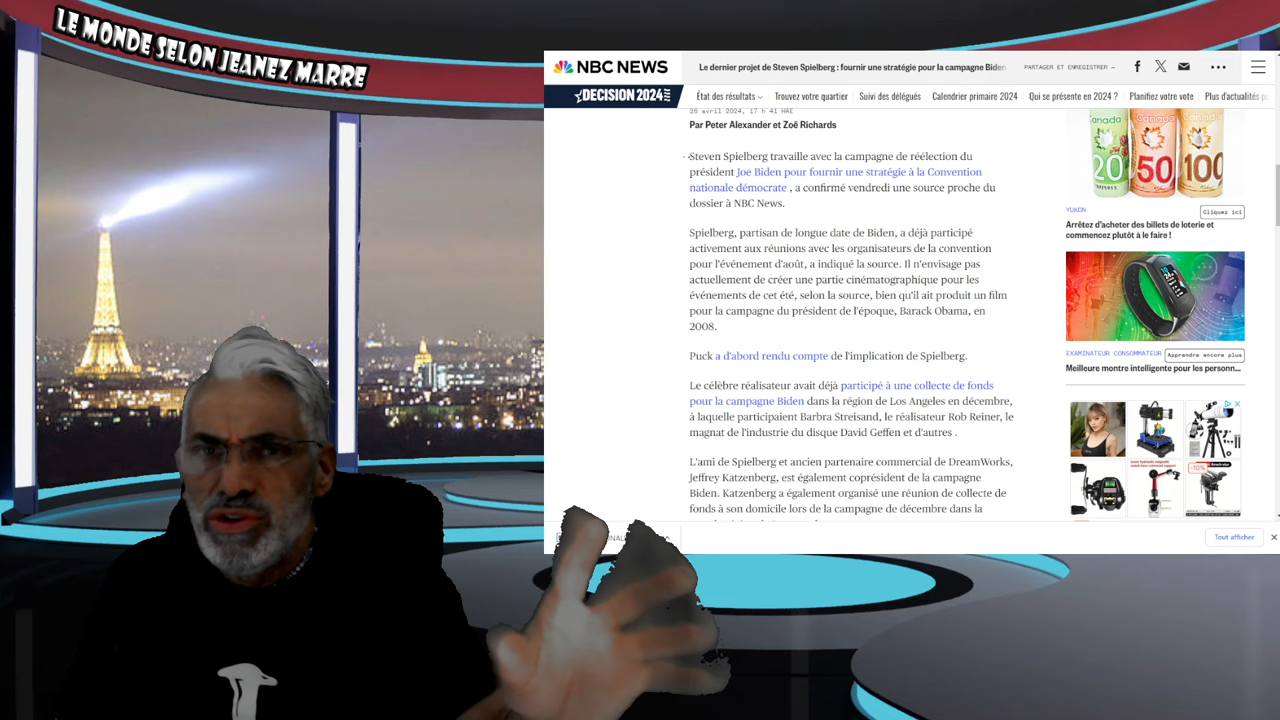 LE MONDE SELON JEANEZ MARRE
NBC NEWS
Le dernier projet de Steven Spielberg : fournir une stratégie pour la campagne Biden
PARTAGER ET ENREGISTRER —
DECISION 2024
État des résultats
Trouvez votre quartier
Suivi des délégués
Calendrier primaire 2024
Qui se présente en 2024 ?
Planifiez votre vote
Plus d'actualités
26 avril 2024, 17 h 41 HAE
Par Peter Alexander et Zoë Richards
Steven Spielberg travaille avec la campagne de réélection du
président Joe Biden pour fournir une stratégie à la Convention
nationale démocrate , a confirmé vendredi une source proche du
dossier à NBC News.
Spielberg, partisan de longue date de Biden, a déjà participé
activement aux réunions avec les organisateurs de la convention
pour l'événement d'août, a indiqué la source. Il n'envisage pas
actuellement de créer une partie cinématographique pour les
événements de cet été, selon la source, bien qu'il ait produit un film
pour la campagne du président de l'époque, Barack Obama, en
2008.
Puck a d'abord rendu compte de l'implication de Spielberg.
Le célèbre réalisateur avait déjà participé à une collecte de fonds
pour la campagne Biden dans la région de Los Angeles en décembre,
à laquelle participaient Barbra Streisand, le réalisateur Rob Reiner, le
magnat de l'industrie du disque David Geffen et d'autres .
L'ami de Spielberg et ancien partenaire commercial de DreamWorks,
Jeffrey Katzenberg, est également coprésident de la campagne
Biden. Katzenberg a également organisé une réunion de collecte de
fonds à son domicile lors de la campagne de décembre dans la
Canada Canada
20 50 100
YUKON
Cliquez ici
Arrêtez d'acheter des billets de loterie et
commencez plutôt à le faire !
EXAMINATEUR CONSOMMATEUR
Apprendre encore plus
Meilleure montre intelligente pour les personn...
-10%
Tout afficher